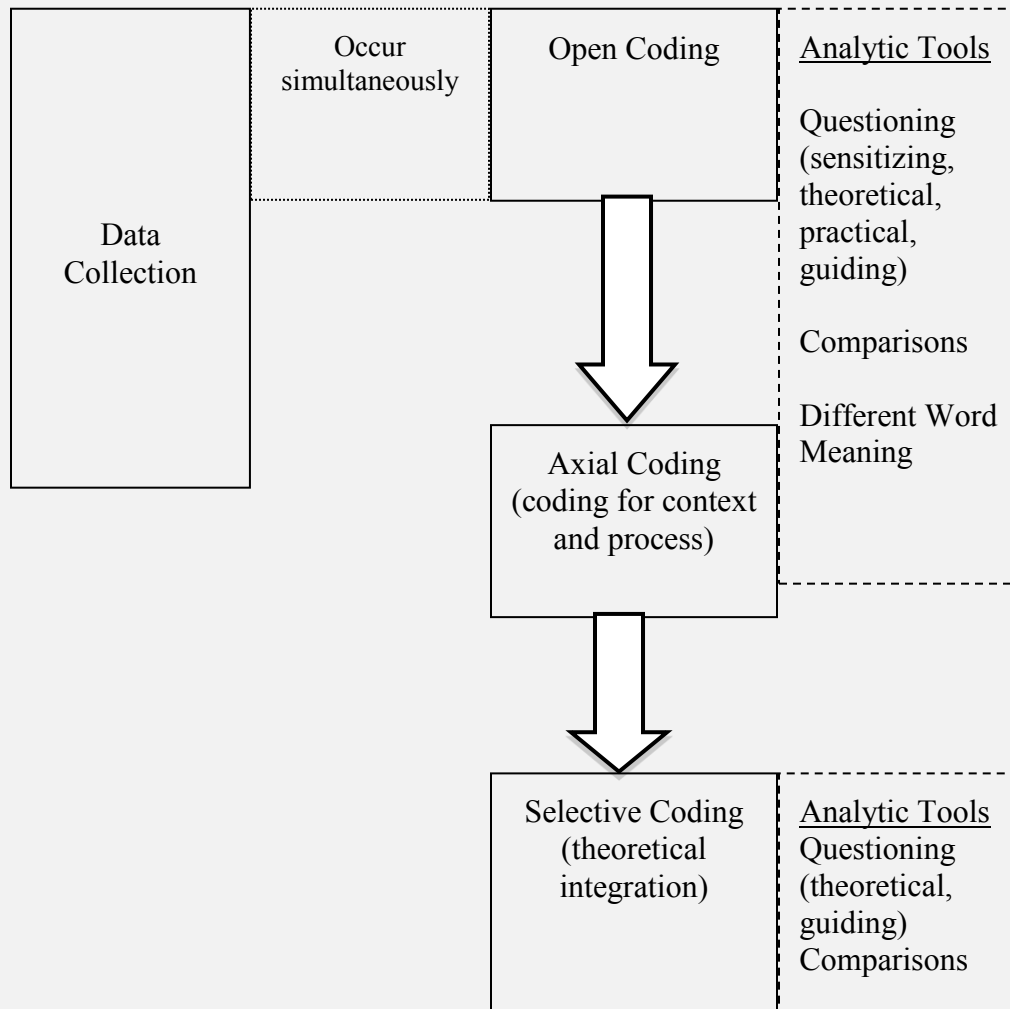 Data
Collection
Occur
simultaneously
Open Coding
Analytic Tools
Questioning
(sensitizing,
theoretical,
practical,
guiding)
Comparisons
Different Word
Meaning
Axial Coding
(coding for context
and process)
Selective Coding
(theoretical
integration)
Analytic Tools
Questioning
(theoretical,
guiding)
Comparisons